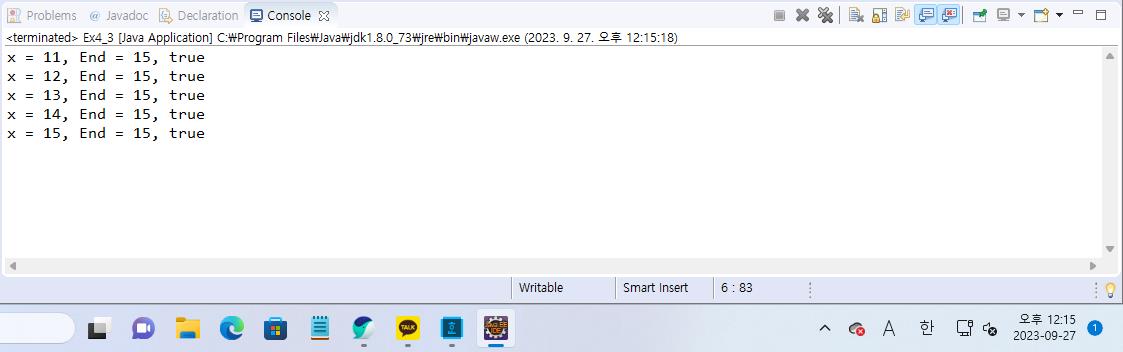 Problems @ Javadoc Declaration Console
<terminated> Ex4_3 [Java Application] C:₩Program Files₩Java₩jdk1.8.0_73₩jre₩bin₩javaw.exe (2023. 9. 27. 오후 12:15:18)
x = 11, End = 15, true
x = 12, End = 15, true
x = 13, End = 15, true
x = 14, End = 15, true
x = 15, End = 15, true
Writable Smart Insert 6 : 83
TALK A 한 오후 12:15 1
2023-09-27